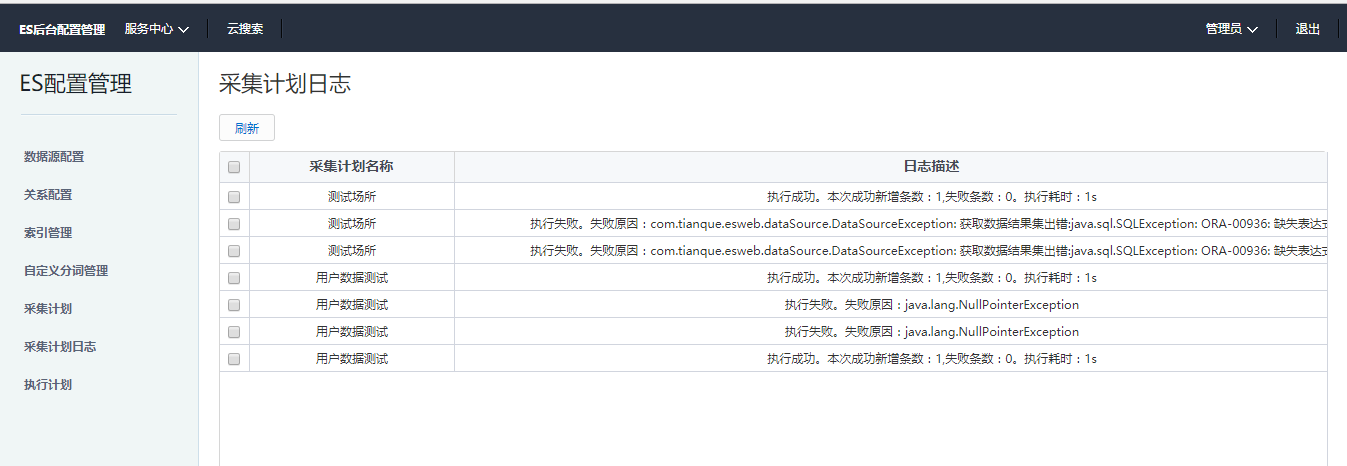 ES后台配置管理 服务中心 云搜索 管理员 退出
ES配置管理
数据源配置
关系配置
索引管理
自定义分词管理
采集计划
采集计划日志
执行计划
采集计划日志
刷新
采集计划名称 日志描述
测试场所 执行成功。本次成功新增条数：1,失败条数：0。执行耗时：1s
测试场所 执行失败。失败原因：com.tianque.esweb.dataSource.DataSourceException: 获取数据结果集出错:java.sql.SQLException: ORA-00936: 缺失表达式
测试场所 执行失败。失败原因：com.tianque.esweb.dataSource.DataSourceException: 获取数据结果集出错:java.sql.SQLException: ORA-00936: 缺失表达式
用户数据测试 执行成功。本次成功新增条数：1,失败条数：0。执行耗时：1s
用户数据测试 执行失败。失败原因：java.lang.NullPointerException
用户数据测试 执行失败。失败原因：java.lang.NullPointerException
用户数据测试 执行成功。本次成功新增条数：1,失败条数：0。执行耗时：1s